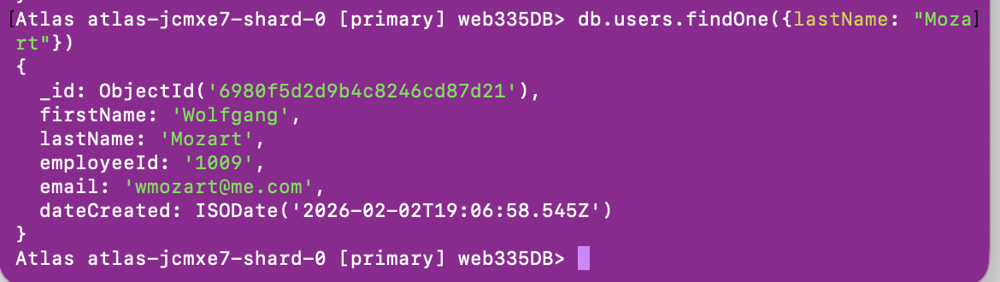 [Atlas atlas-jcmxe7-shard-0 [primary] web335DB> db.users.findOne({lastName: "Moza]
rt"})
{
  _id: ObjectId('6980f5d2d9b4c8246cd87d21'),
  firstName: 'Wolfgang',
  lastName: 'Mozart',
  employeeId: '1009',
  email: 'wmozart@me.com',
  dateCreated: ISODate('2026-02-02T19:06:58.545Z')
}
Atlas atlas-jcmxe7-shard-0 [primary] web335DB>